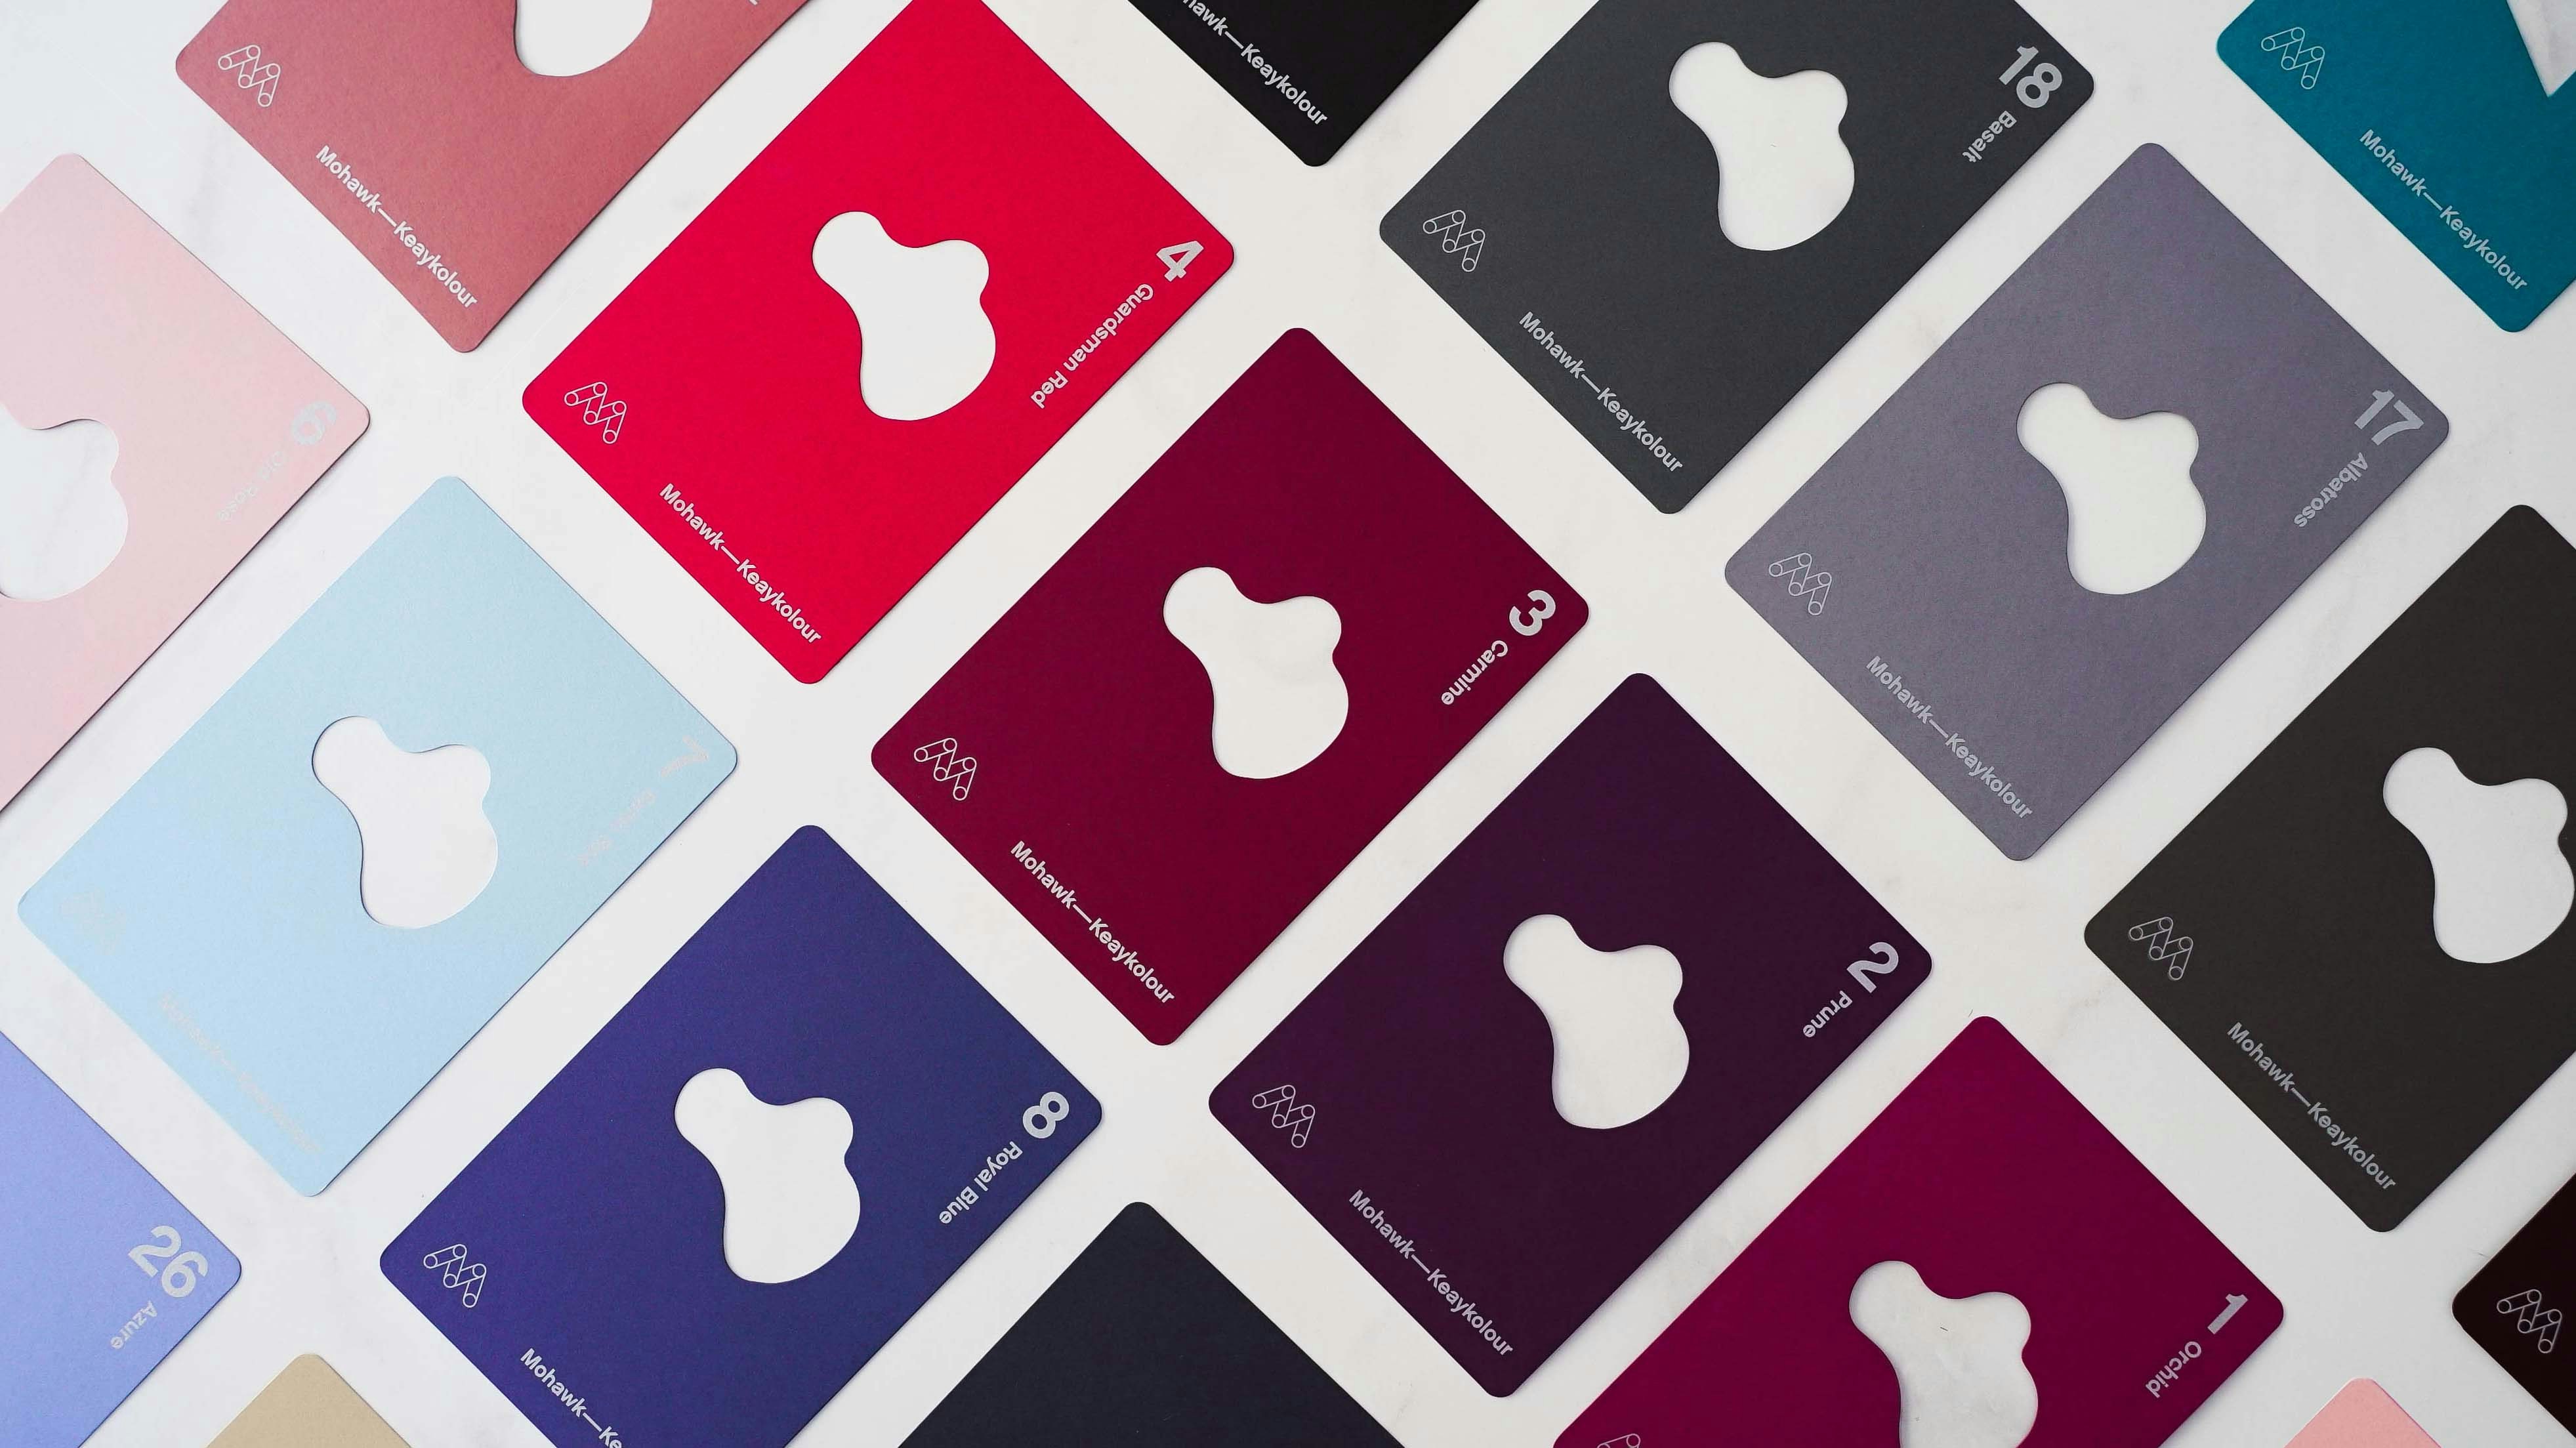 Mohawk—Keaykolour
Mohawk—Keaykolour
18
Basalt
Mohawk—Keaykolour
Mohawk—Keaykolour
4
Guardsman Red
Mohawk—Keaykolour
17
Albatross
Mohawk—Keaykolour
6
3
Carmine
Mohawk—Keaykolour
7
2
Prune
Mohawk—Keaykolour
Mohawk—Keaykolour
8
Royal Blue
Mohawk—Ke
26
Azure
1
Orchid